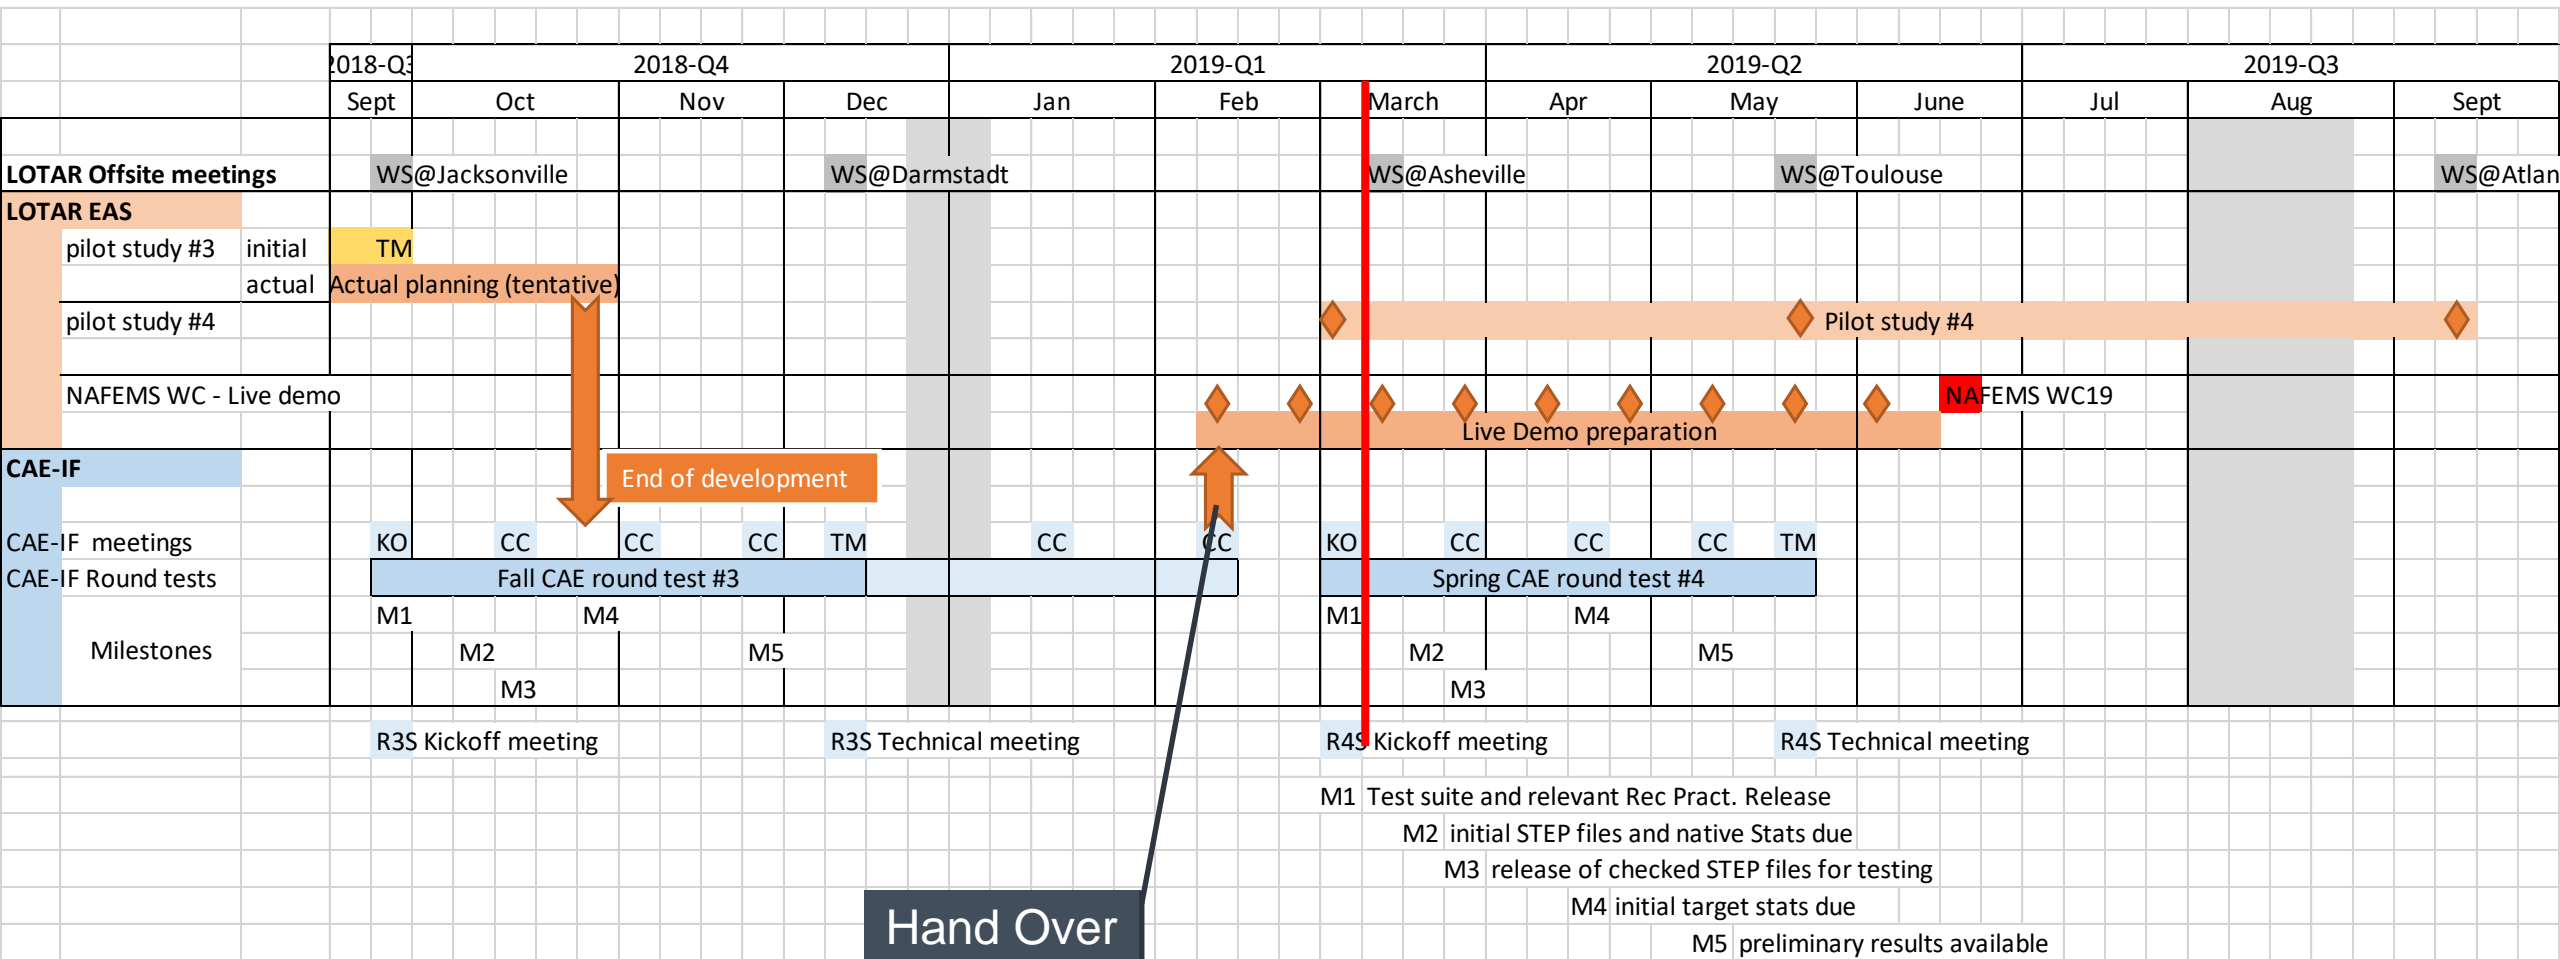 2018-Q3 2018-Q4 2019-Q1 2019-Q2 2019-Q3
Sept Oct Nov Dec Jan Feb March Apr May June Jul Aug Sept
LOTAR Offsite meetings WS@Jacksonville WS@Darmstadt WS@Asheville WS@Toulouse WS@Atlan
LOTAR EAS
pilot study #3 initial TM
actual Actual planning (tentative)
pilot study #4 Pilot study #4
NAFEMS WC - Live demo NAFEMS WC19
Live Demo preparation
CAE-IF
End of development
CAE-IF meetings KO CC CC CC TM CC CC KO CC CC CC TM
CAE-IF Round tests Fall CAE round test #3 Spring CAE round test #4
M1 M4 M1 M4
Milestones M2 M5 M2 M5
M3 M3
R3S Kickoff meeting R3S Technical meeting R4S Kickoff meeting R4S Technical meeting
M1 Test suite and relevant Rec Pract. Release
M2 initial STEP files and native Stats due
M3 release of checked STEP files for testing
M4 initial target stats due
Hand Over
M5 preliminary results available